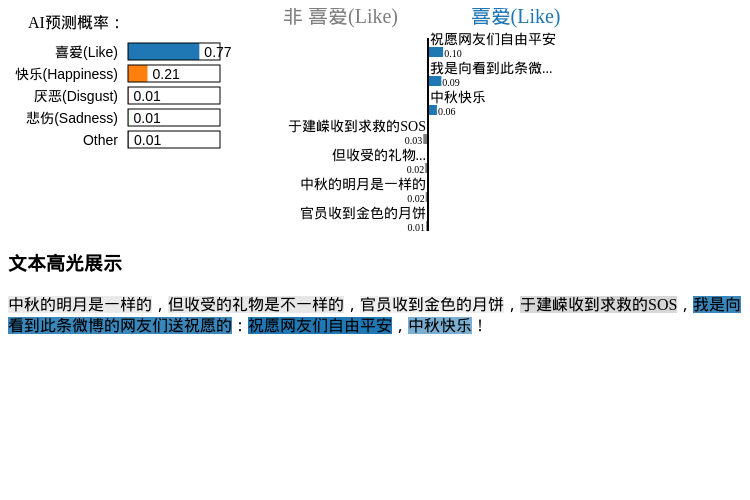 AI预测概率：
喜爱(Like) 0.77
快乐(Happiness) 0.21
厌恶(Disgust) 0.01
悲伤(Sadness) 0.01
Other 0.01
非 喜爱(Like) 喜爱(Like)
祝愿网友们自由平安
0.10
我是向看到此条微...
0.09
中秋快乐
0.06
于建嵘收到求救的SOS
0.03
但收受的礼物...
0.02
中秋的明月是一样的
0.02
官员收到金色的月饼
0.01
文本高光展示
中秋的明月是一样的，但收受的礼物是不一样的，官员收到金色的月饼，于建嵘收到求救的SOS，我是向
看到此条微博的网友们送祝愿的：祝愿网友们自由平安，中秋快乐！